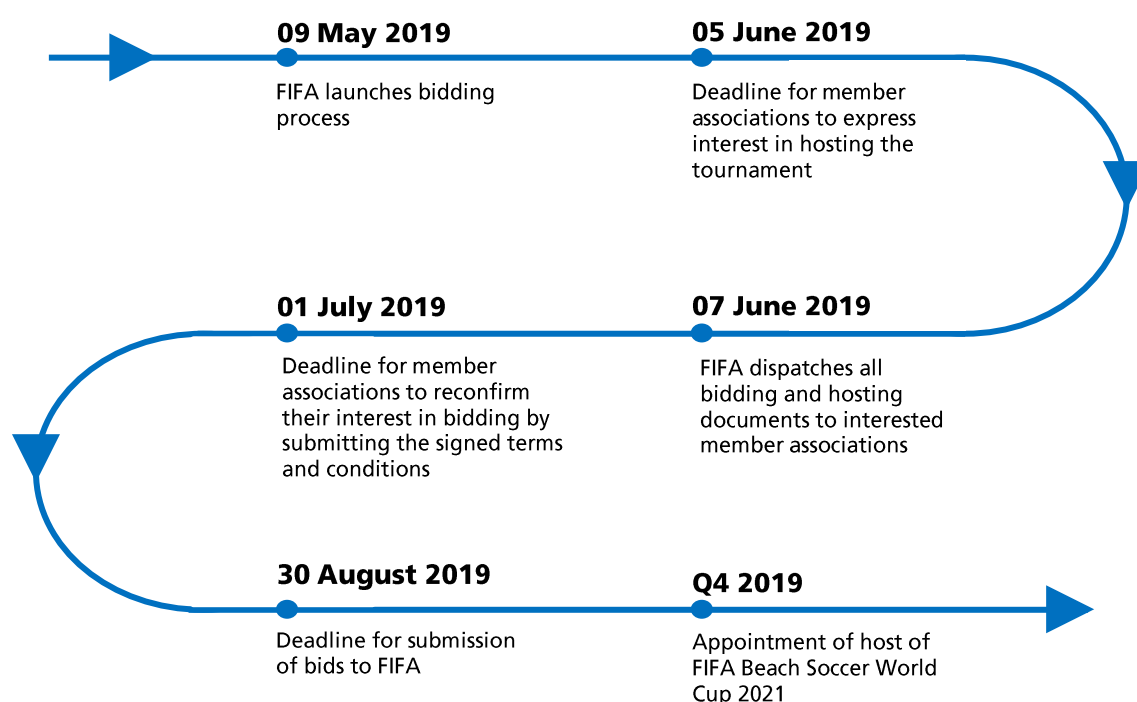 09 May 2019
FIFA launches bidding
process
05 June 2019
Deadline for member
associations to express
interest in hosting the
tournament
07 June 2019
FIFA dispatches all
bidding and hosting
documents to interested
member associations
01 July 2019
Deadline for member
associations to reconfirm
their interest in bidding by
submitting the signed terms
and conditions
30 August 2019
Deadline for submission
of bids to FIFA
Q4 2019
Appointment of host of
FIFA Beach Soccer World
Cup 2021